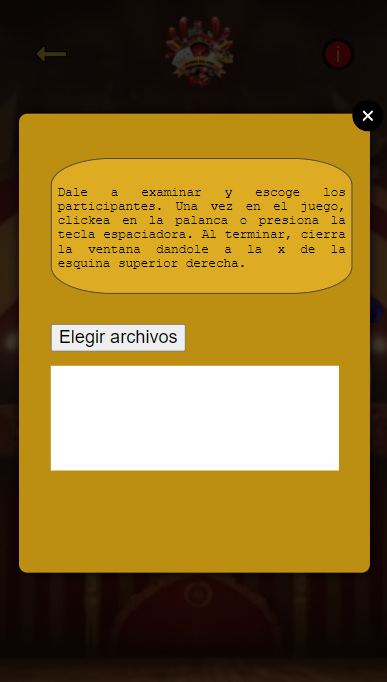 i
Dale a examinar y escoge los
participantes. Una vez en el juego,
clickea en la palanca o presiona la
tecla espaciadora. Al terminar, cierra
la ventana dandole a la x de la
esquina superior derecha.
Elegir archivos